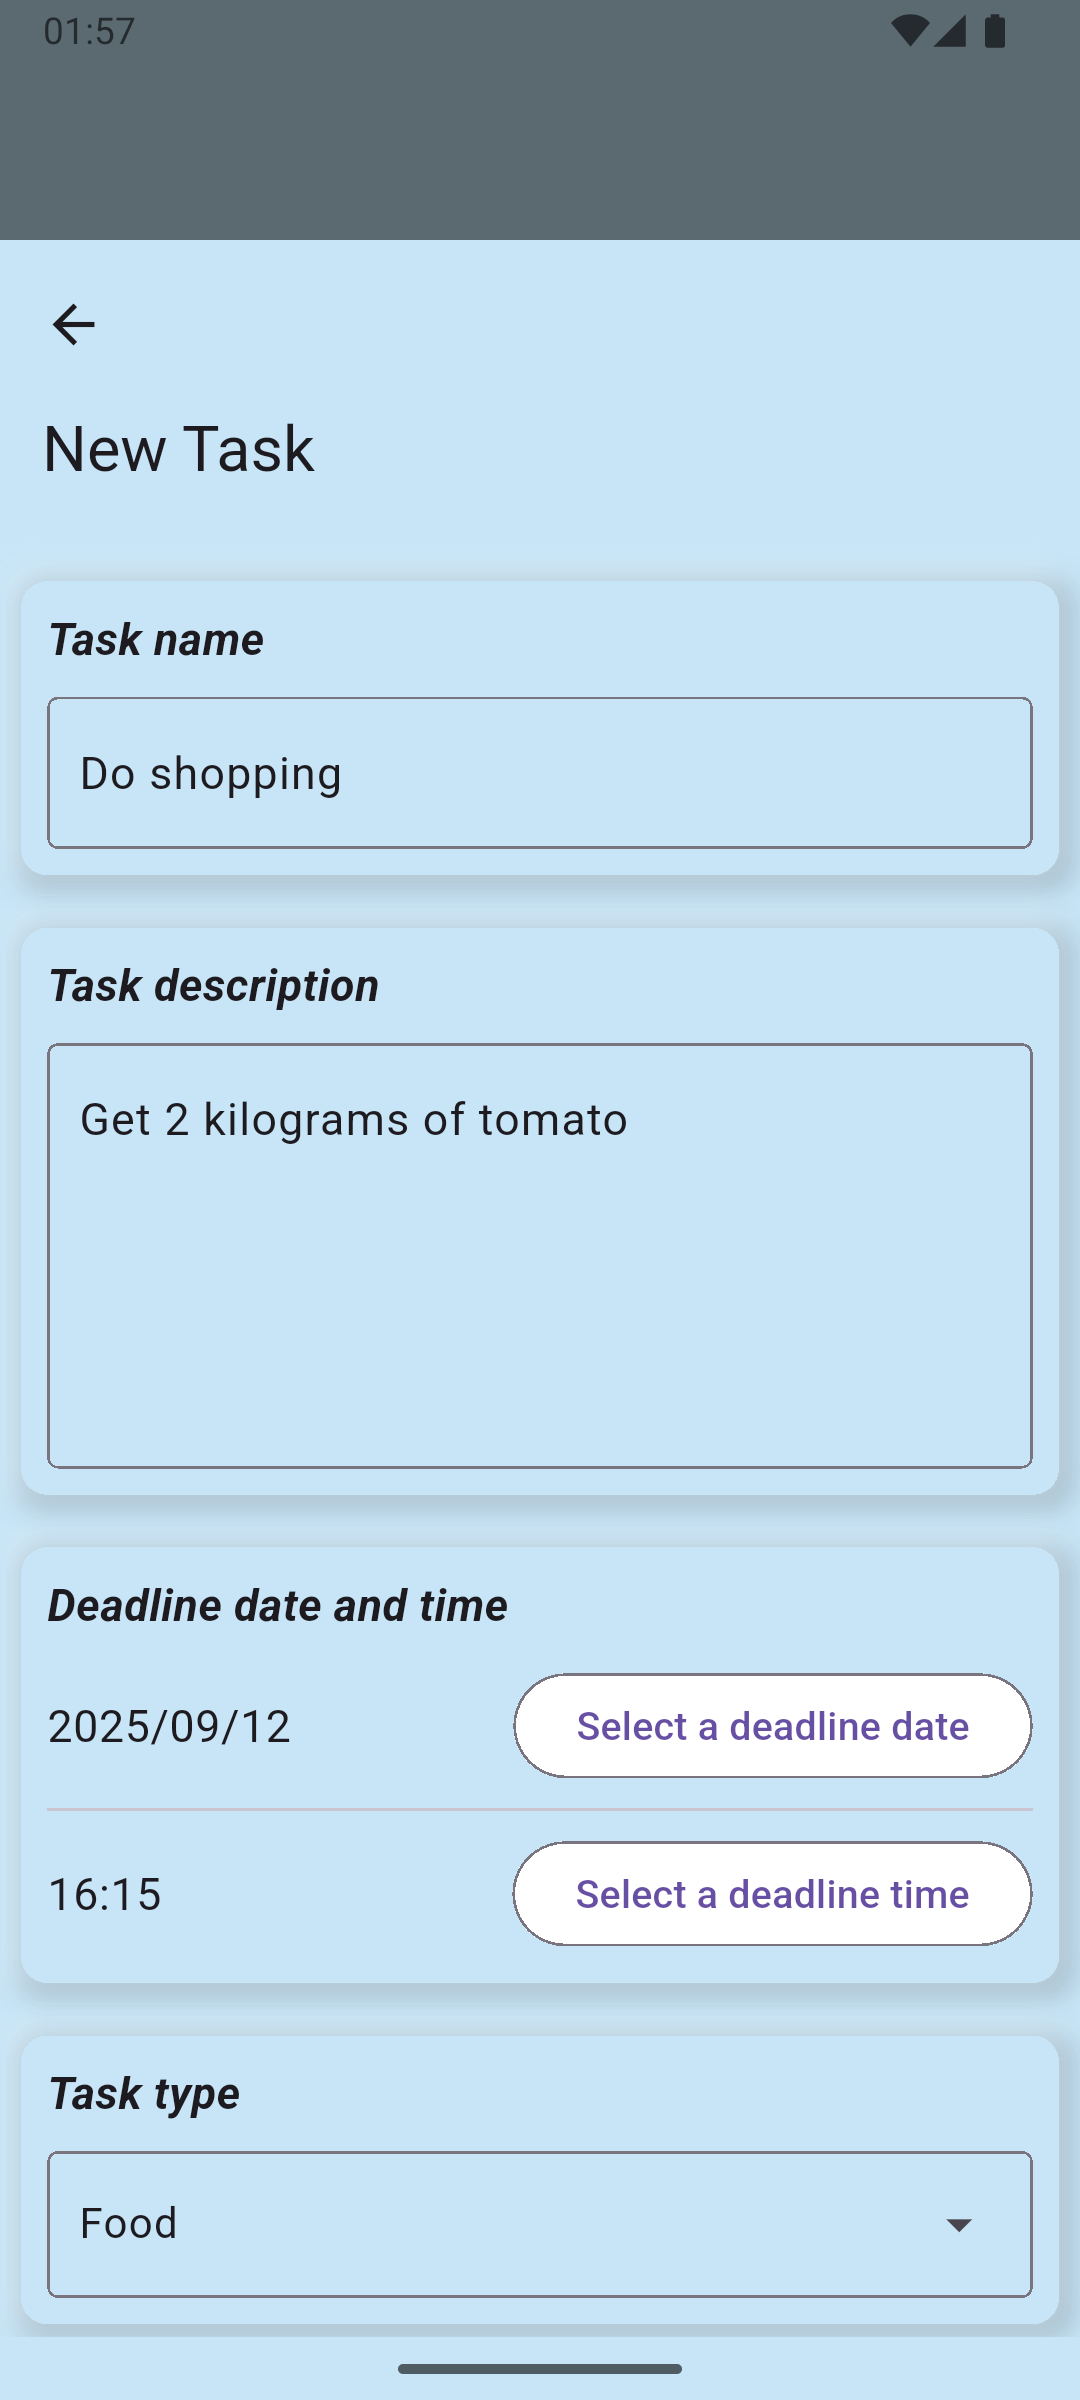 01:57
New Task
Task name
Do shopping
Task description
Get 2 kilograms of tomato
Deadline date and time
2025/09/12
Select a deadline date
16:15
Select a deadline time
Task type
Food